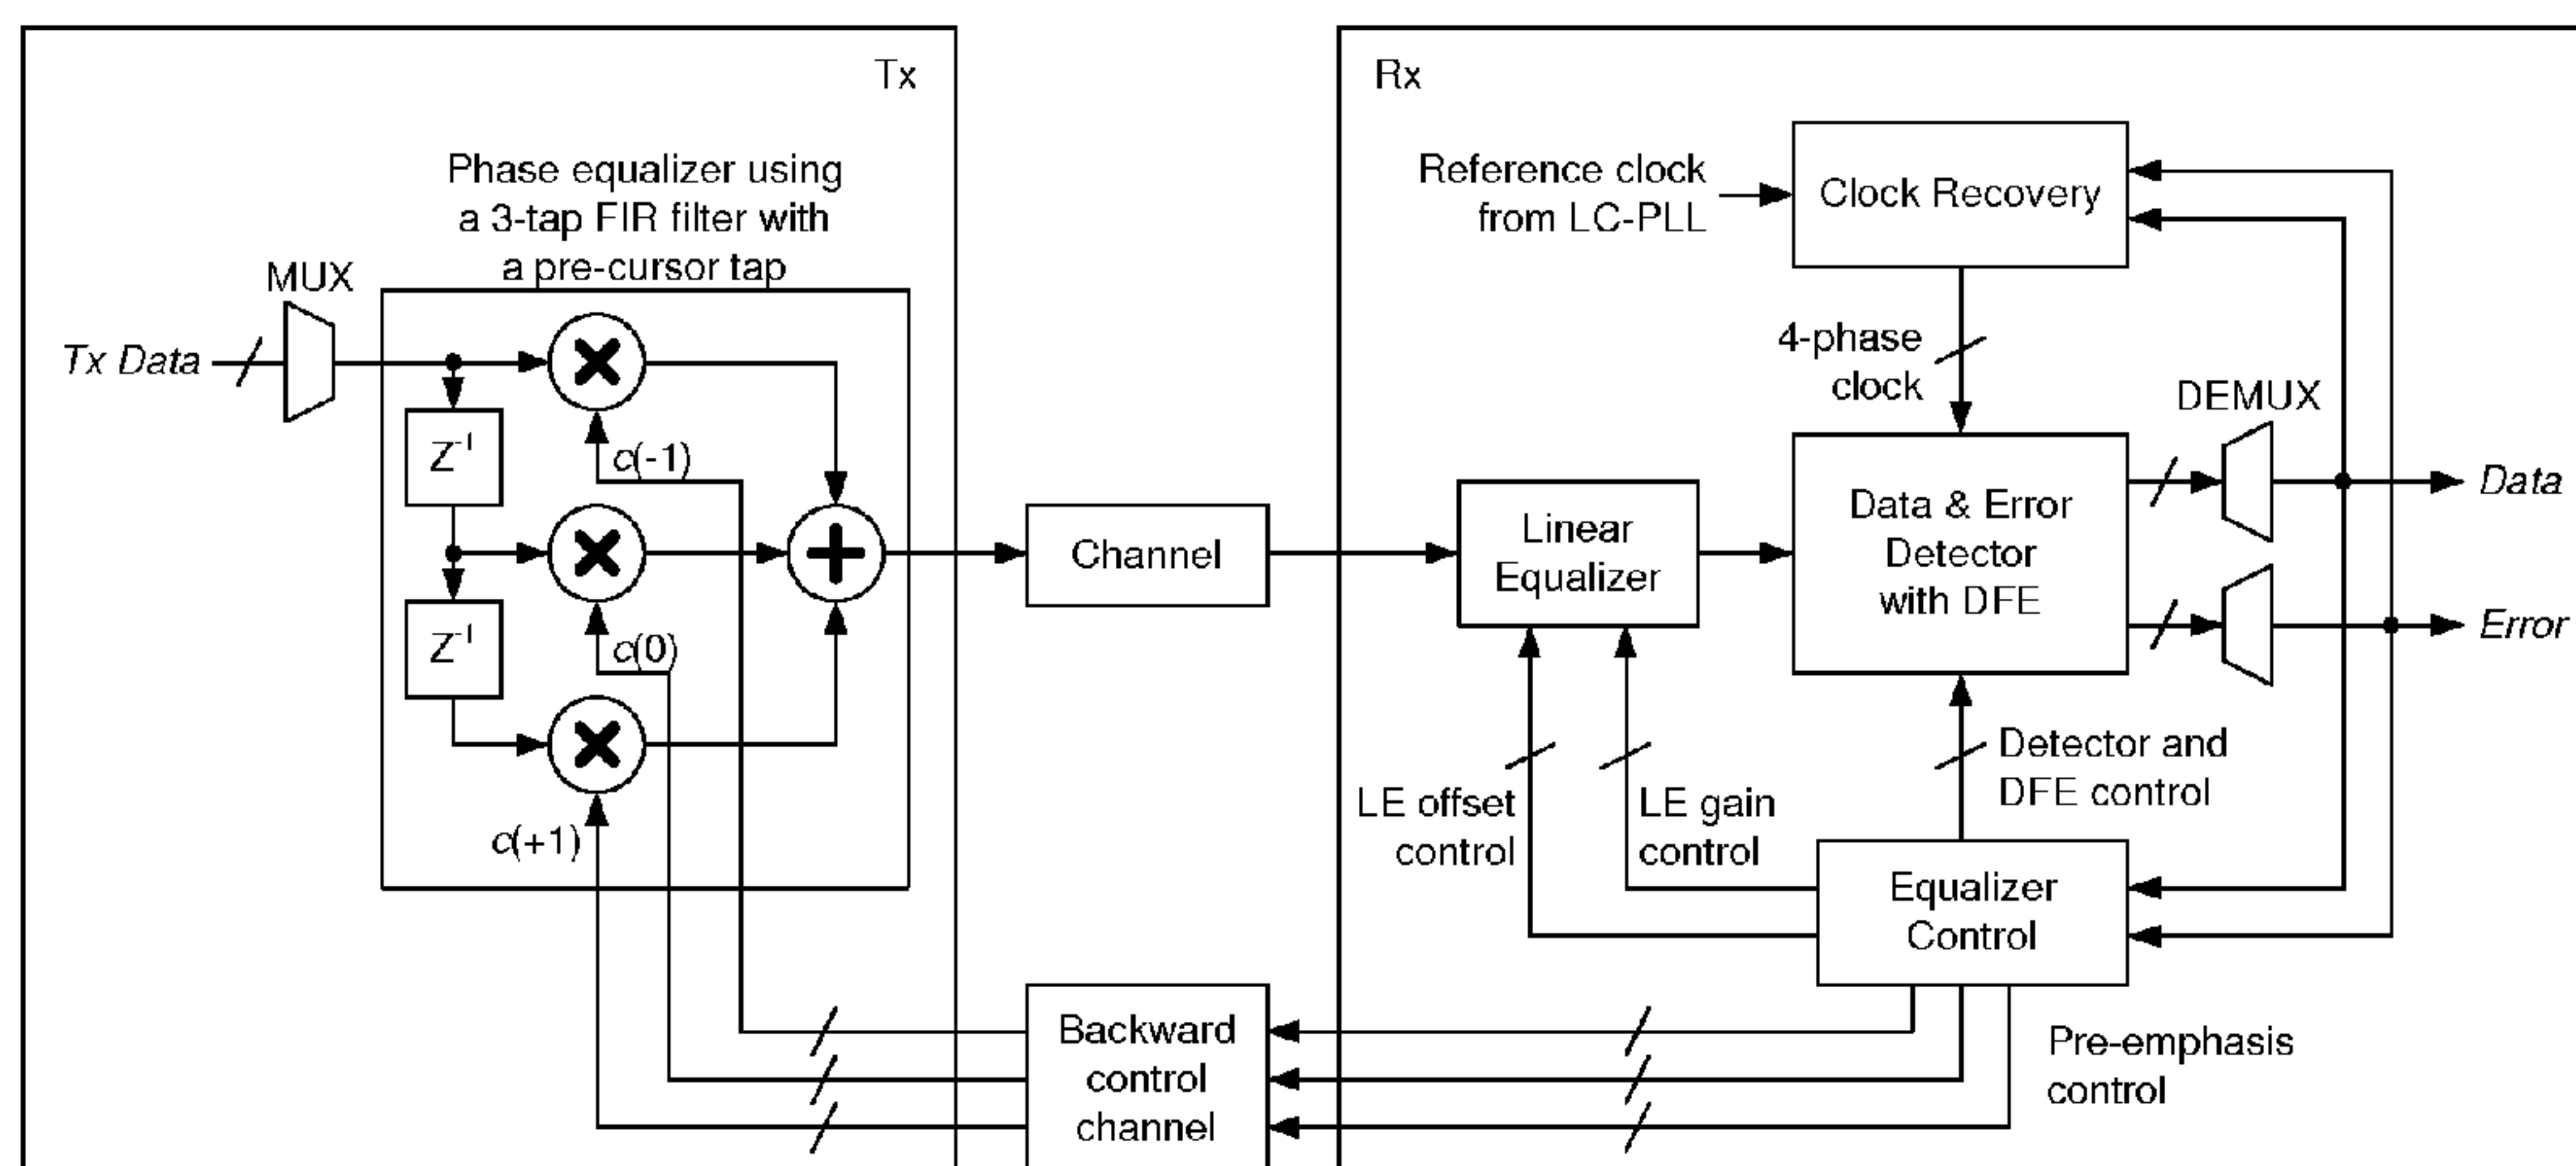 Tx
Phase equalizer using
a 3-tap FIR filter with
a pre-cursor tap
MUX
Tx Data
Z-1
c(-1)
Z-1
c(0)
c(+1)
Channel
Backward
control
channel
Rx
Reference clock
from LC-PLL
Clock Recovery
4-phase
clock
DEMUX
Linear
Equalizer
Data & Error
Detector
with DFE
Data
Error
LE offset
control
LE gain
control
Detector and
DFE control
Equalizer
Control
Pre-emphasis
control